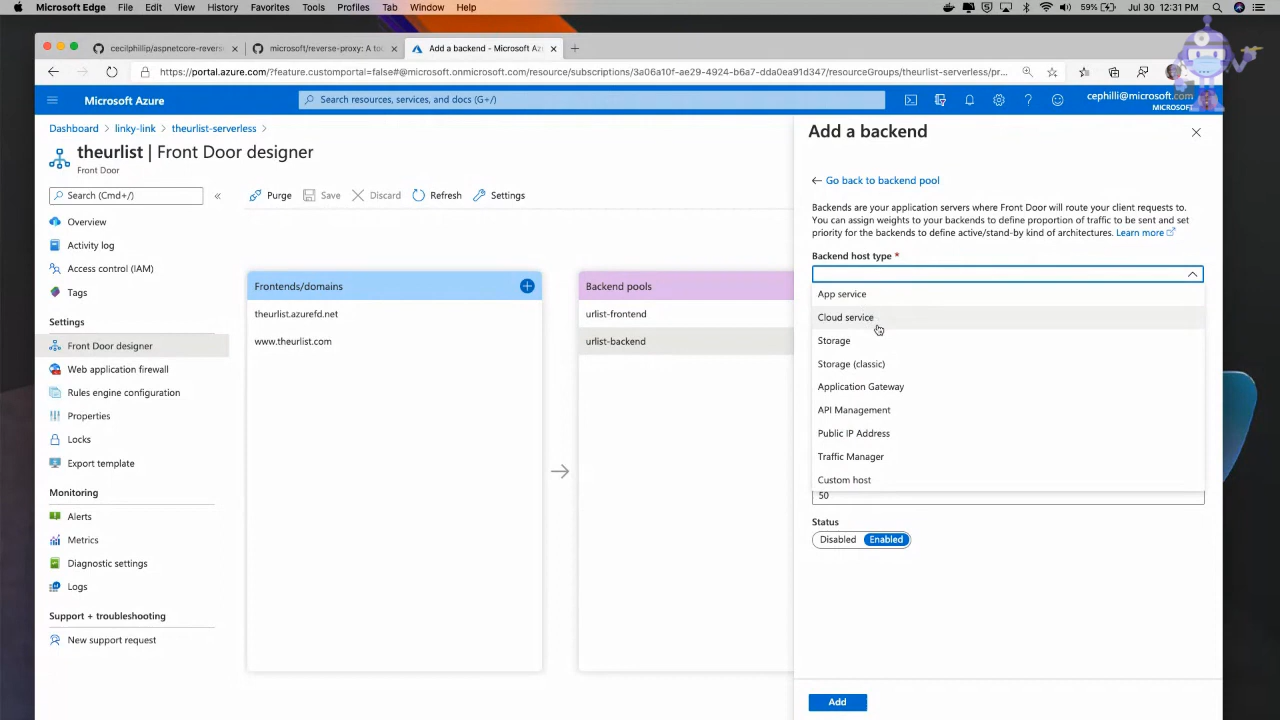 Microsoft Edge File Edit View History Favorites Tools Profiles Tab Window Help 59% Jul 30 12:31 PM
cecilphillip/aspnetcore-revers
microsoft/reverse-proxy: A too
Add a backend - Microsoft Az
https://portal.azure.com/?feature.customportal=false#@microsoft.onmicrosoft.com/resource/subscriptions/3a06a10f-ae29-4924-b6a7-dda0ea91d347/resourceGroups/theurlist-serverless/pr...
Microsoft Azure
Search resources, services, and docs (G+/)
cephilli@microsoft.com
MICROSOFT
Dashboard > linky-link > theurlist-serverless >
theurlist | Front Door designer
Front Door
Search (Cmd+/)
«
Overview
Activity log
Access control (IAM)
Tags
Settings
Front Door designer
Web application firewall
Rules engine configuration
Properties
Locks
Export template
Monitoring
Alerts
Metrics
Diagnostic settings
Logs
Support + troubleshooting
New support request
Purge Save Discard Refresh Settings
Frontends/domains
theurlist.azurefd.net
www.theurlist.com
Backend pools
urlist-frontend
urlist-backend
Add a backend
Go back to backend pool
Backends are your application servers where Front Door will route your client requests to.
You can assign weights to your backends to define proportion of traffic to be sent and set
priority for the backends to define active/stand-by kind of architectures. Learn more
Backend host type *
App service
Cloud service
Storage
Storage (classic)
Application Gateway
API Management
Public IP Address
Traffic Manager
Custom host
50
Status
Disabled Enabled
Add